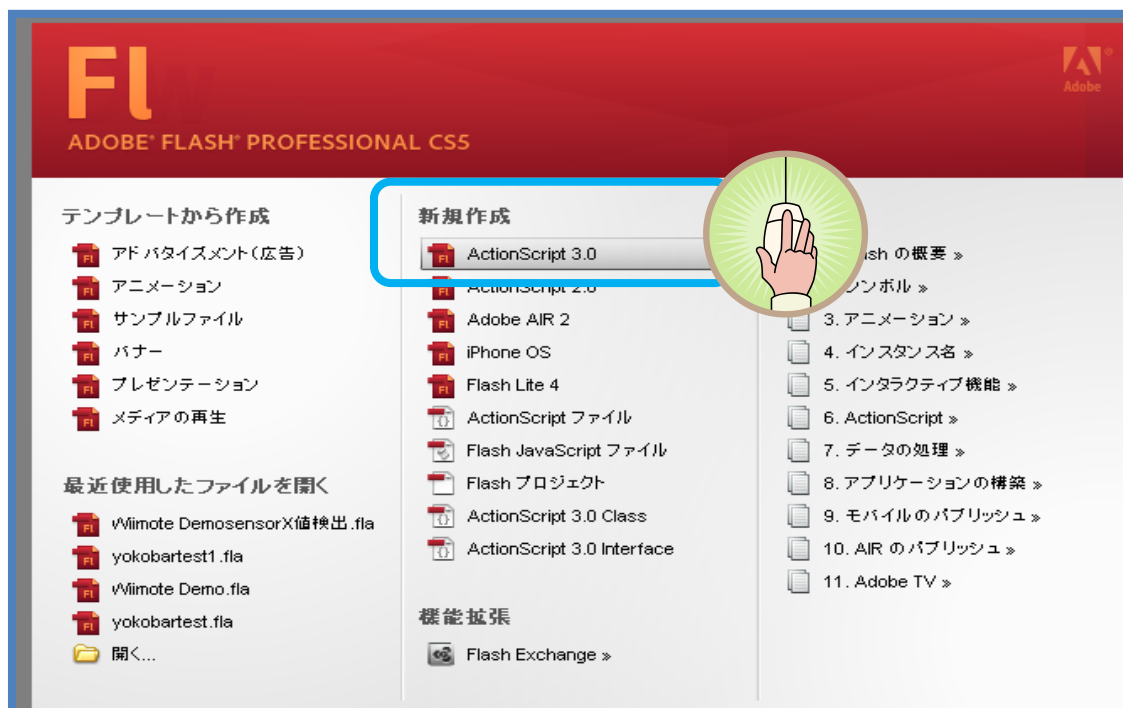 Fl
Adobe
ADOBE® FLASH® PROFESSIONAL CS5
テンプレートから作成
アドバタイズメント(広告)
アニメーション
サンプルファイル
バナー
プレゼンテーション
メディアの再生
最近使用したファイルを開く
Wiimote DemosensorX値検出.fla
yokobartest1.fla
Wiimote Demo.fla
yokobartest.fla
開く...
新規作成
ActionScript 3.0
ActionScript 2.0
Adobe AIR 2
iPhone OS
Flash Lite 4
ActionScript ファイル
Flash JavaScript ファイル
Flash プロジェクト
ActionScript 3.0 Class
ActionScript 3.0 Interface
機能拡張
Flash Exchange »
の概要 »
ンボル »
3. アニメーション »
4. インスタンス名 »
5. インタラクティブ機能 »
6. ActionScript »
7. データの処理 »
8. アプリケーションの構築 »
9. モバイルのパブリッシュ »
10. AIR のパブリッシュ »
11. Adobe TV »